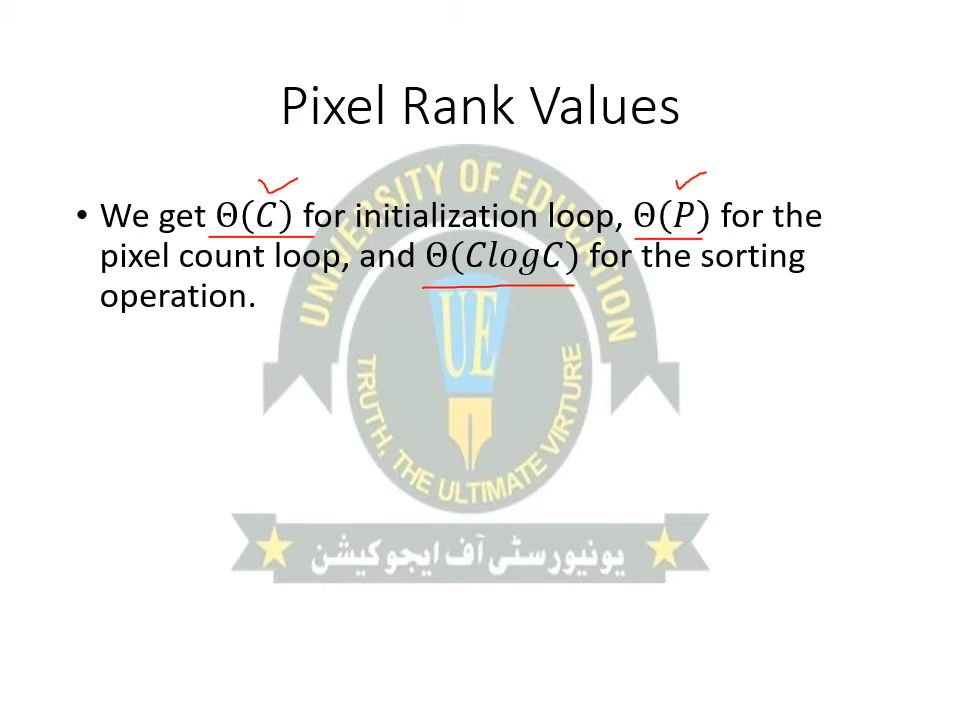 Pixel Rank Values
• We get Θ(C) for initialization loop, Θ(P) for the
pixel count loop, and Θ(ClogC) for the sorting
operation.
UNIVERSITY OF EDUCATION
UE
TRUTH, THE ULTIMATE VIRTUE
یونیورسٹی آف ایجوکیشن